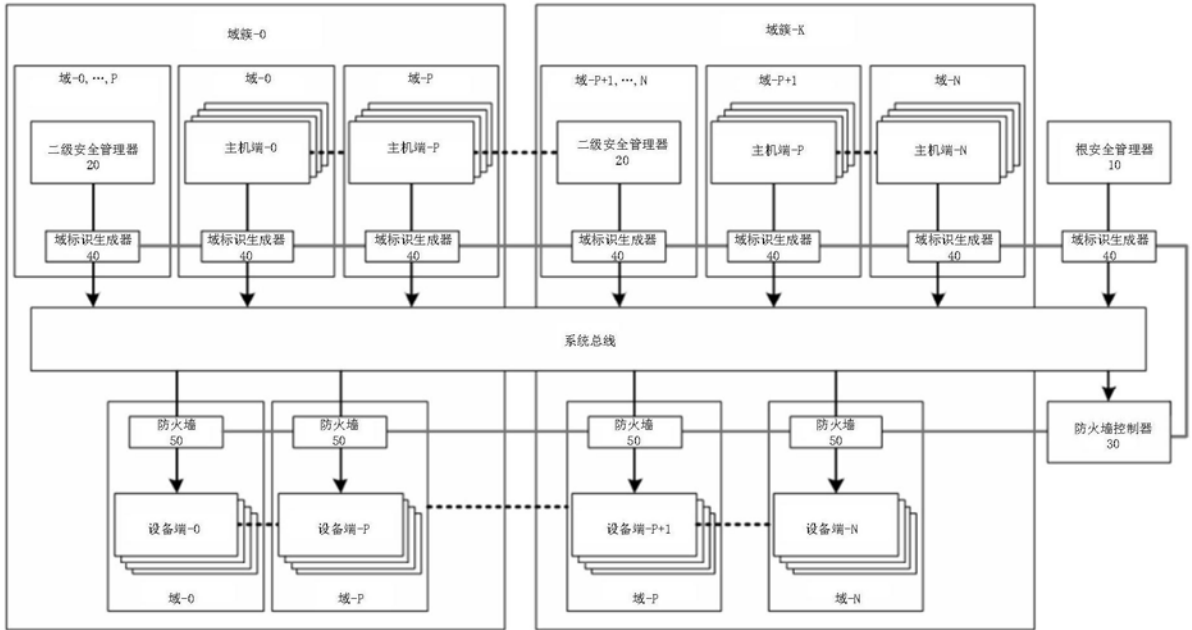 域簇-0
域簇-K
域-0,…,P
域-0
域-P
域-P+1,…,N
域-P+1
域-N
二级安全管理器
20
主机端-0
主机端-P
二级安全管理器
20
主机端-P
主机端-N
根安全管理器
10
域标识生成器
40
域标识生成器
40
域标识生成器
40
域标识生成器
40
域标识生成器
40
域标识生成器
40
域标识生成器
40
系统总线
防火墙
50
防火墙
50
防火墙
50
防火墙
50
防火墙控制器
30
设备端-0
设备端-P
设备端-P+1
设备端-N
域-0
域-P
域-P
域-N